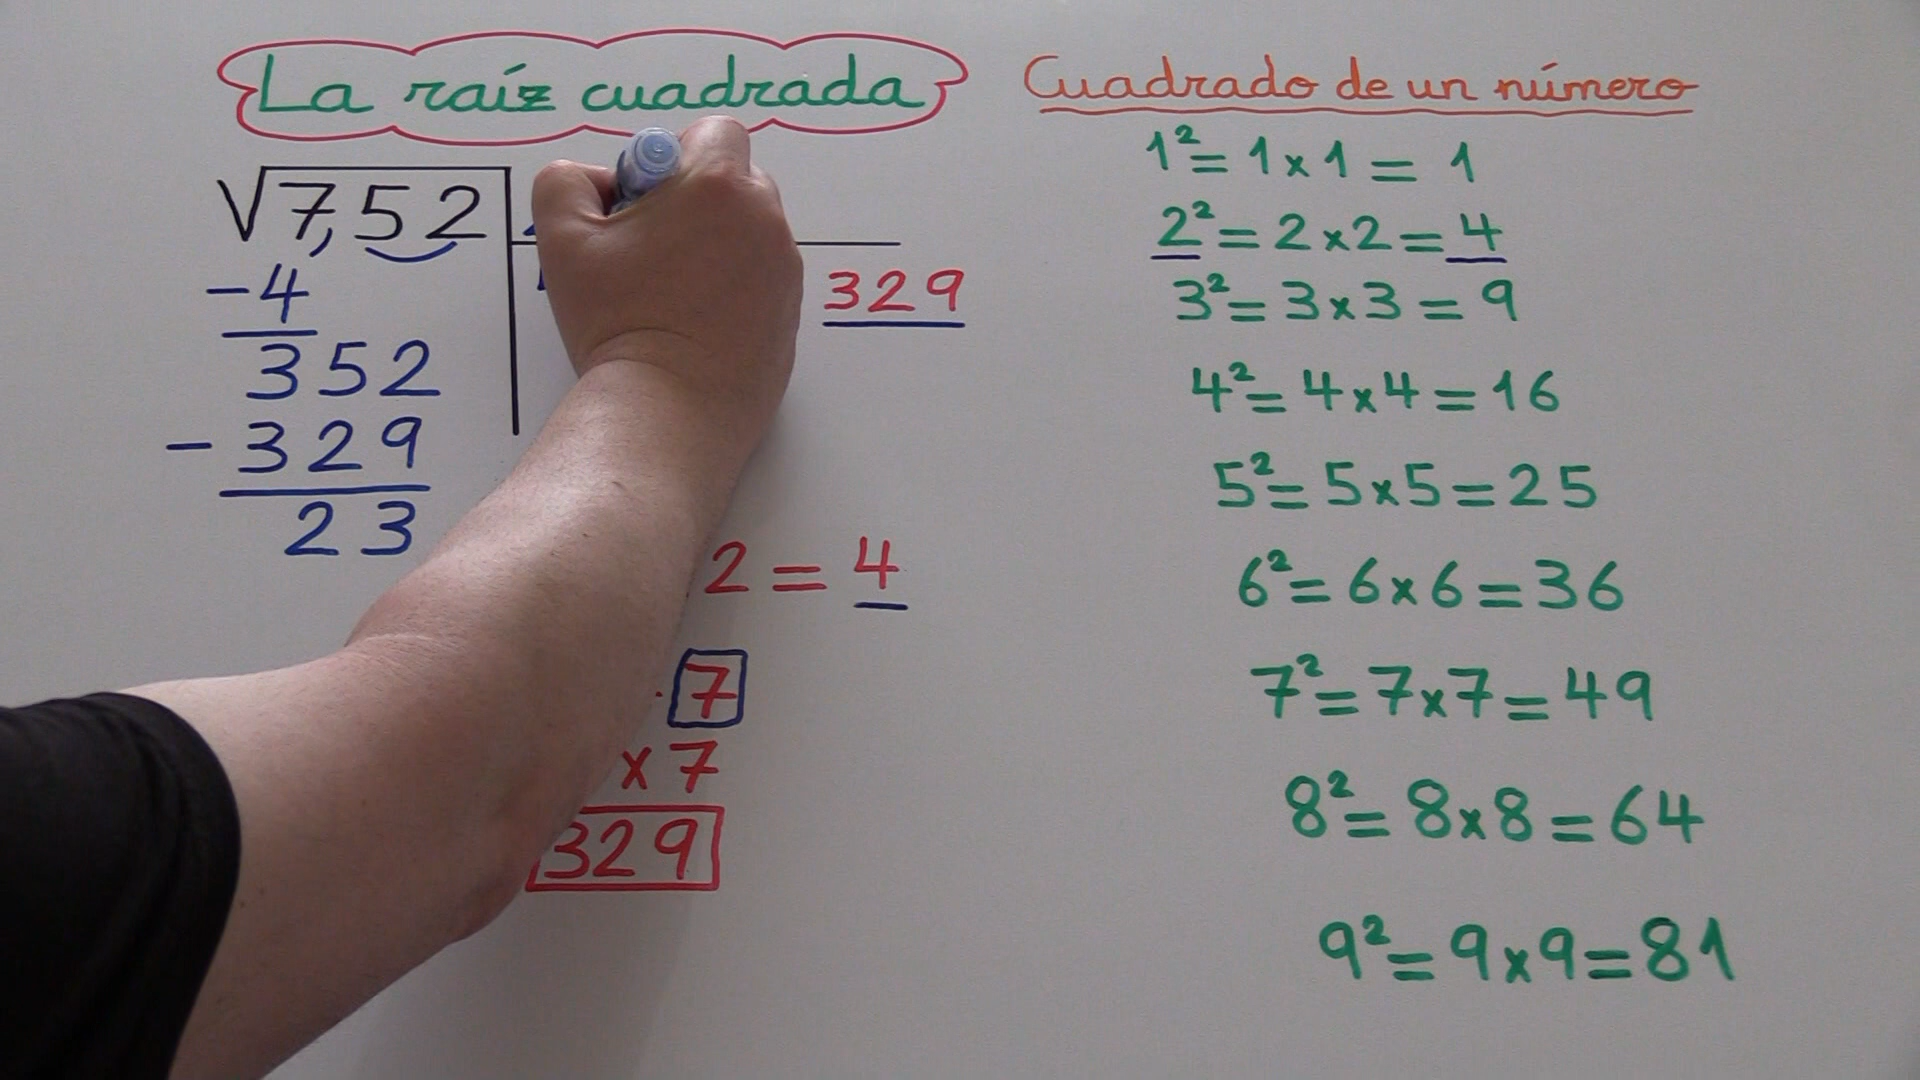 La raíz cuadrada
√7,52
-4
352
-329
23
329
2 = 4
7
x 7
329
Cuadrado de un número
1² = 1 x 1 = 1
2² = 2 x 2 = 4
3² = 3 x 3 = 9
4² = 4 x 4 = 16
5² = 5 x 5 = 25
6² = 6 x 6 = 36
7² = 7 x 7 = 49
8² = 8 x 8 = 64
9² = 9 x 9 = 81